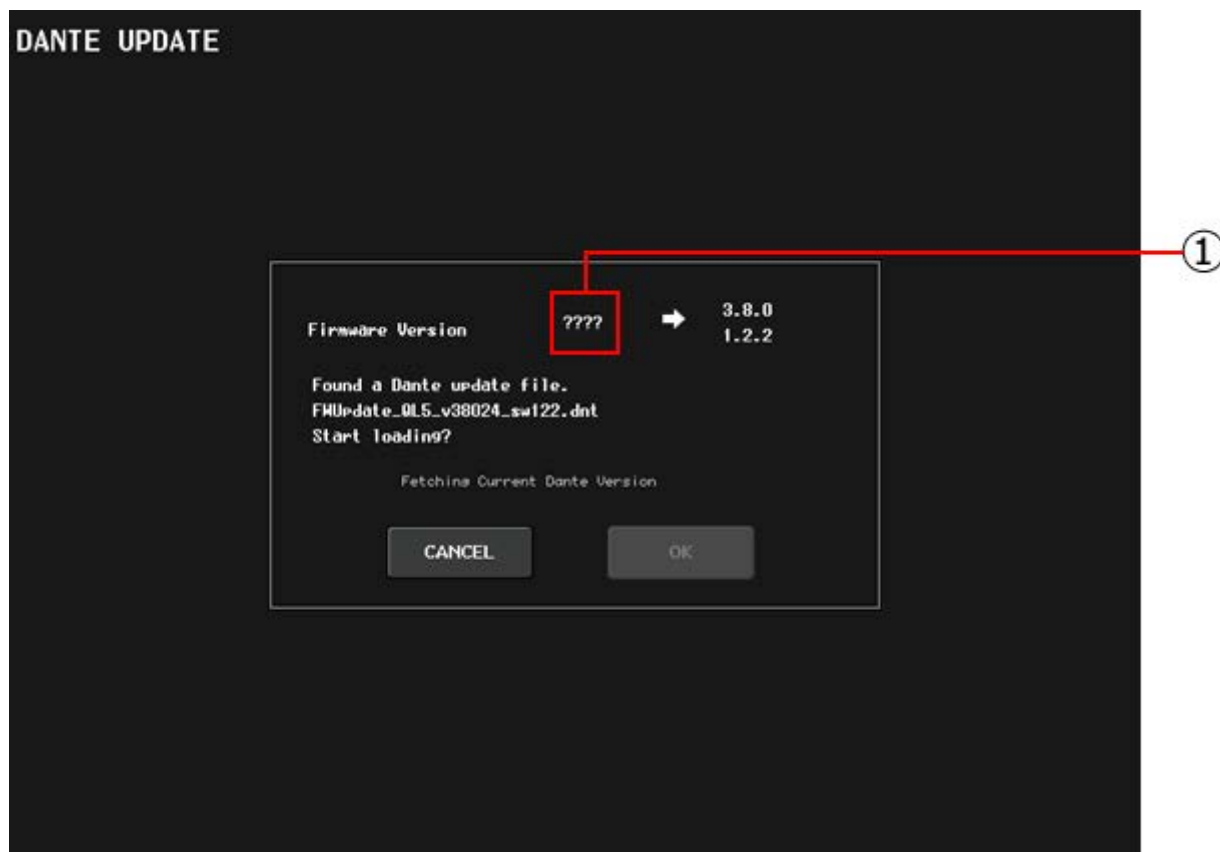 DANTE UPDATE
①
Firmware Version ???? ➡ 3.8.0
1.2.2
Found a Dante update file.
FWUpdate_QL5_v38024_sw122.dnt
Start loading?
Fetching Current Dante Version
CANCEL OK